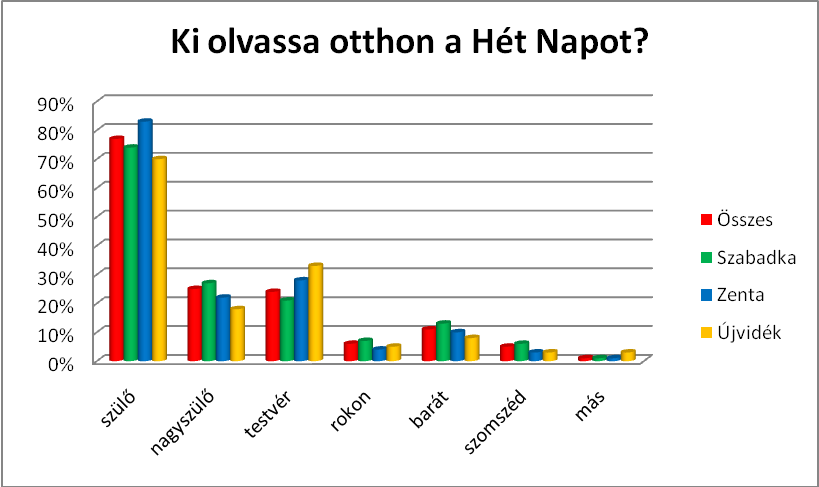 Ki olvassa otthon a Hét Napot?
90%
80%
70%
60%
50%
40%
30%
20%
10%
0%
szülő
nagyszülő
testvér
rokon
barát
szomszéd
más
Összes
Szabadka
Zenta
Újvidék